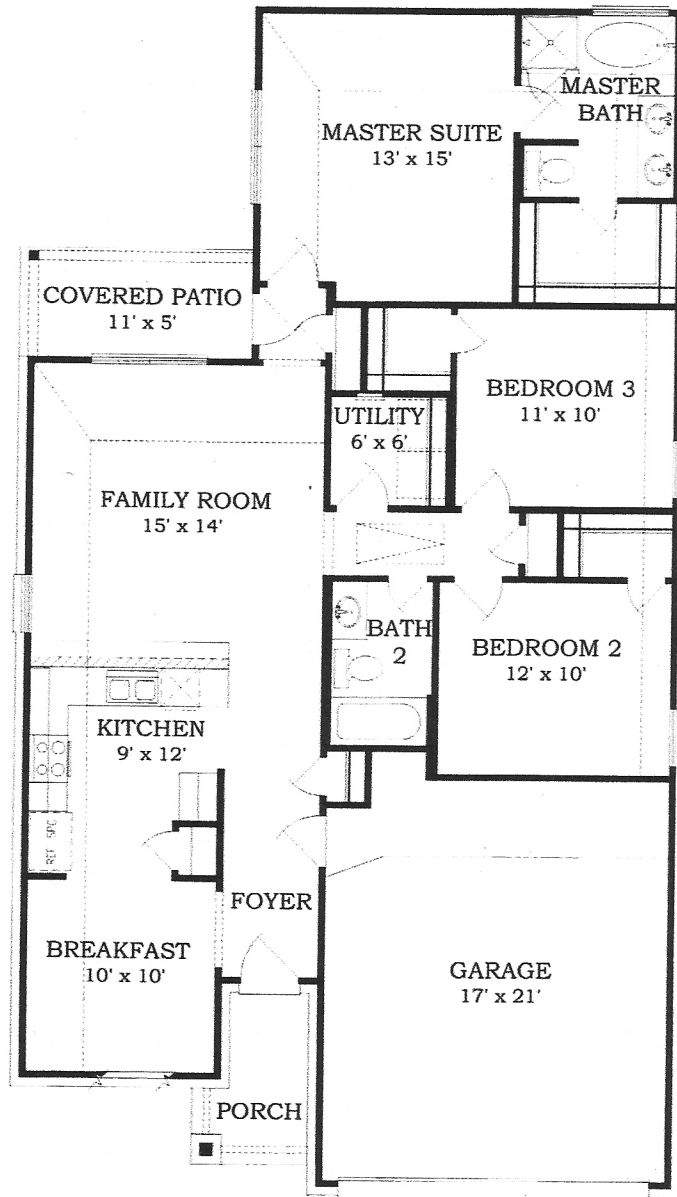 MASTER
BATH
MASTER SUITE
13' x 15'
COVERED PATIO
11' x 5'
BEDROOM 3
11' x 10'
UTILITY
6' x 6'
FAMILY ROOM
15' x 14'
BATH
2
BEDROOM 2
12' x 10'
KITCHEN
9' x 12'
REF SPC
FOYER
BREAKFAST
10' x 10'
GARAGE
17' x 21'
PORCH